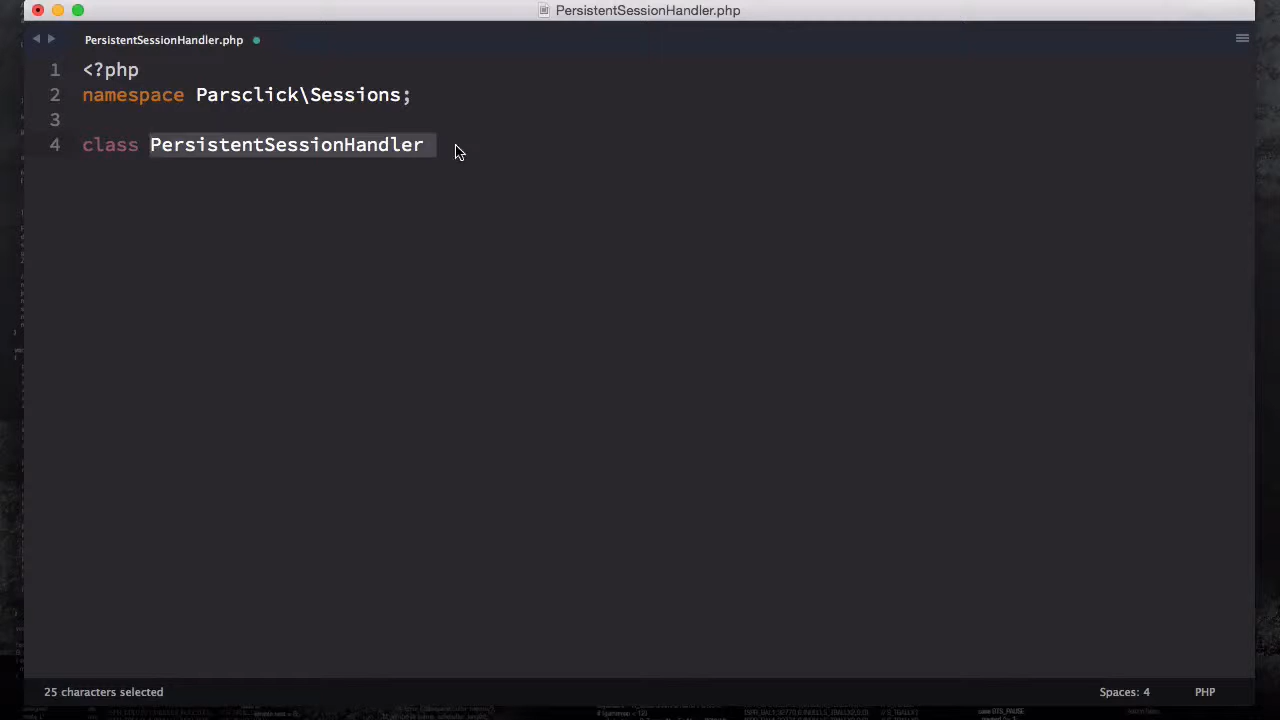 PersistentSessionHandler.php
PersistentSessionHandler.php
1 <?php
2 namespace Parsclick\Sessions;
3
4 class PersistentSessionHandler
25 characters selected
Spaces: 4
PHP